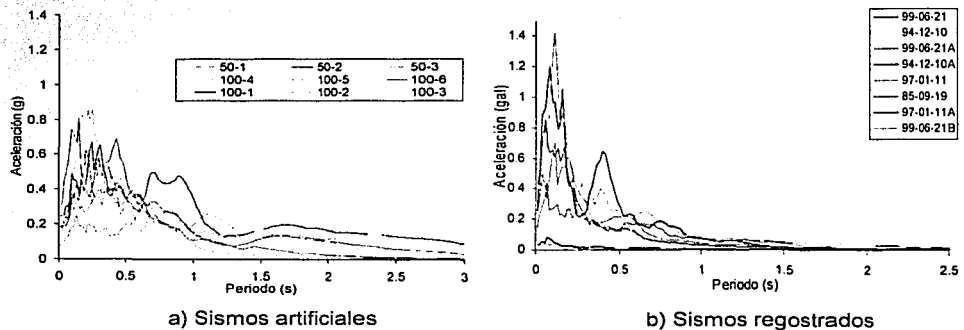 1.4
1.2
1
0.8
0.6
0.4
0.2
0
Aceleración (g)
50-1 50-2 50-3
100-4 100-5 100-6
100-1 100-2 100-3
0 0.5 1 1.5 2 2.5 3
Periodo (s)
a) Sismos artificiales
1.4
1.2
1
0.8
0.6
0.4
0.2
0
Aceleración (gal)
99-06-21
94-12-10
99-06-21A
94-12-10A
97-01-11
85-09-19
97-01-11A
99-06-21B
0 0.5 1 1.5 2 2.5
Periodo (s)
b) Sismos regostrados